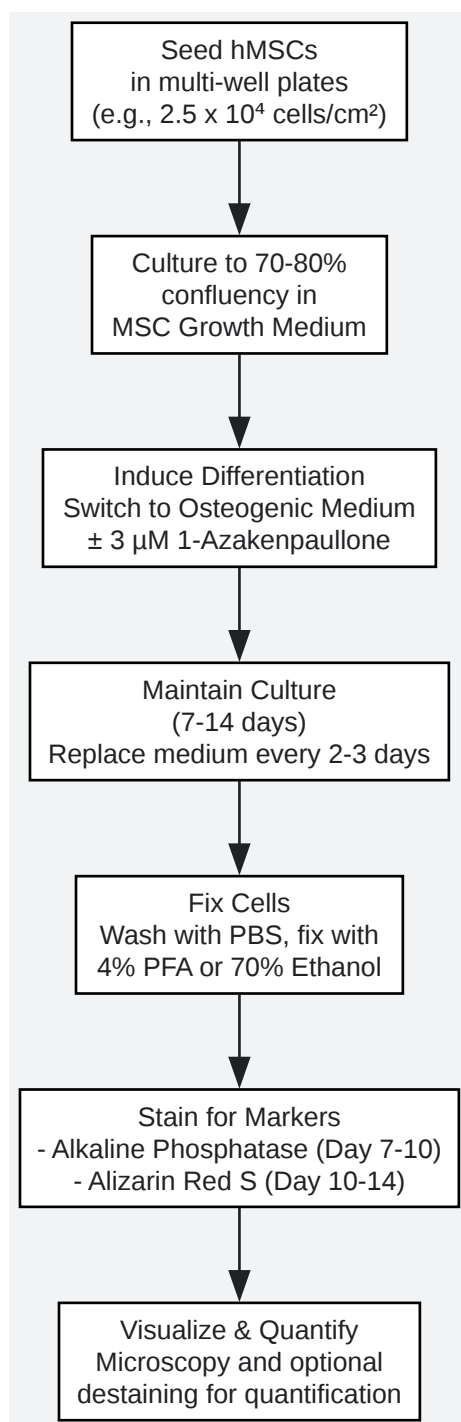 Seed hMSCs
in multi-well plates
(e.g., 2.5 x 10⁴ cells/cm²)
Culture to 70-80%
confluency in
MSC Growth Medium
Induce Differentiation
Switch to Osteogenic Medium
± 3 µM 1-Azakenpaullone
Maintain Culture
(7-14 days)
Replace medium every 2-3 days
Fix Cells
Wash with PBS, fix with
4% PFA or 70% Ethanol
Stain for Markers
- Alkaline Phosphatase (Day 7-10)
- Alizarin Red S (Day 10-14)
Visualize & Quantify
Microscopy and optional
destaining for quantification